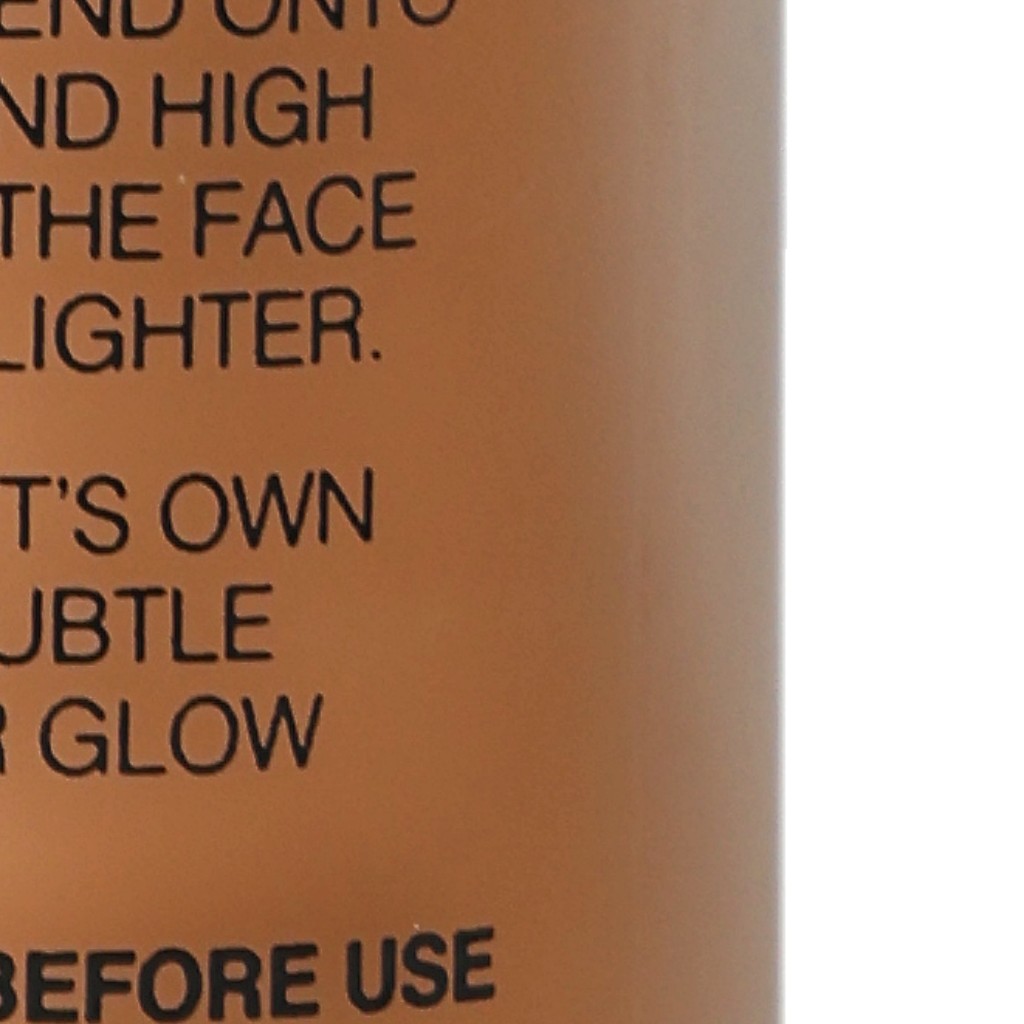 END ONTO
ND HIGH
THE FACE
LIGHTER.
T'S OWN
UBTLE
R GLOW
BEFORE USE